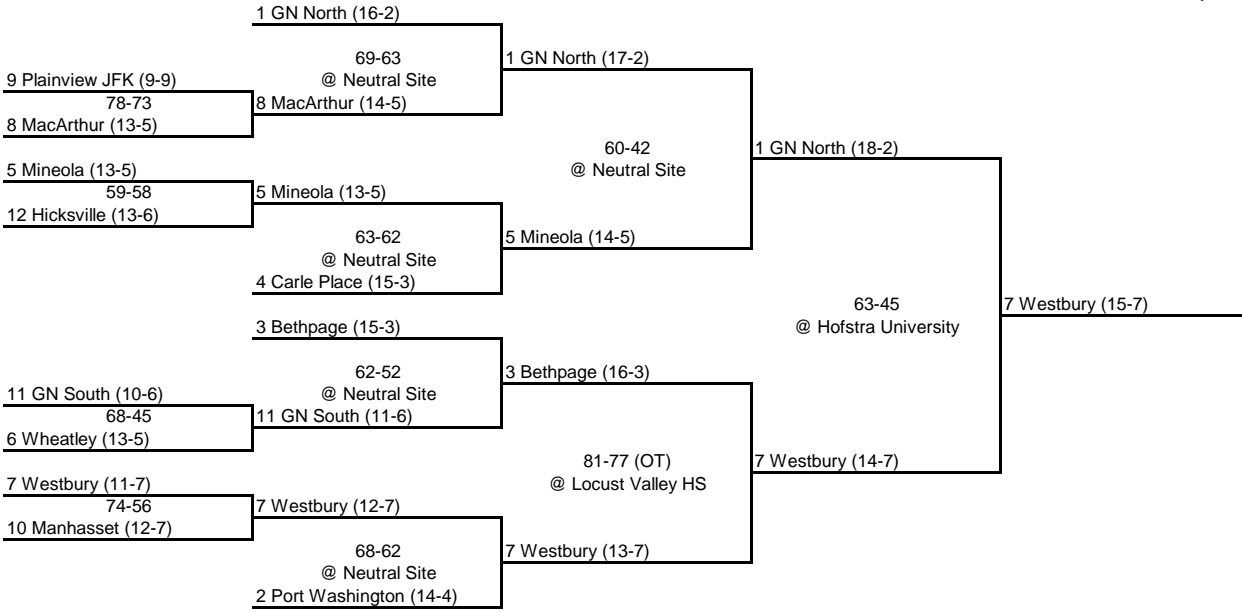 1 GN North (16-2)
69-63
@ Neutral Site
1 GN North (17-2)
9 Plainview JFK (9-9)
78-73
8 MacArthur (14-5)
8 MacArthur (13-5)
60-42
@ Neutral Site
1 GN North (18-2)
5 Mineola (13-5)
59-58
5 Mineola (13-5)
12 Hicksville (13-6)
63-62
@ Neutral Site
5 Mineola (14-5)
4 Carle Place (15-3)
63-45
@ Hofstra University
7 Westbury (15-7)
3 Bethpage (15-3)
62-52
@ Neutral Site
3 Bethpage (16-3)
11 GN South (10-6)
68-45
11 GN South (11-6)
6 Wheatley (13-5)
81-77 (OT)
@ Locust Valley HS
7 Westbury (14-7)
7 Westbury (11-7)
74-56
7 Westbury (12-7)
10 Manhasset (12-7)
68-62
@ Neutral Site
7 Westbury (13-7)
2 Port Washington (14-4)